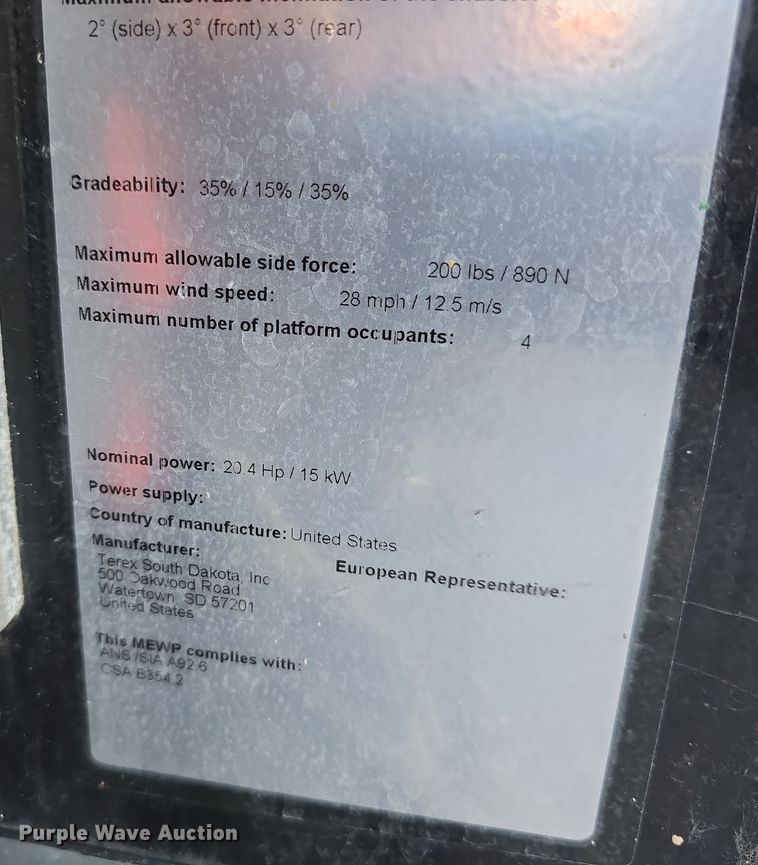 2° (side) x 3° (front) x 3° (rear)
Gradeability: 35% / 15% / 35%
Maximum allowable side force: 200 lbs / 890 N
Maximum wind speed: 28 mph / 12.5 m/s
Maximum number of platform occupants: 4
Nominal power: 20.4 Hp / 15 kW
Power supply:
Country of manufacture: United States
Manufacturer:
European Representative:
Terex South Dakota, Inc
500 Oakwood Road
Watertown, SD 57201
United States
This MEWP complies with:
ANSI/SIA A92.6
CSA B354.2
Purple Wave Auction